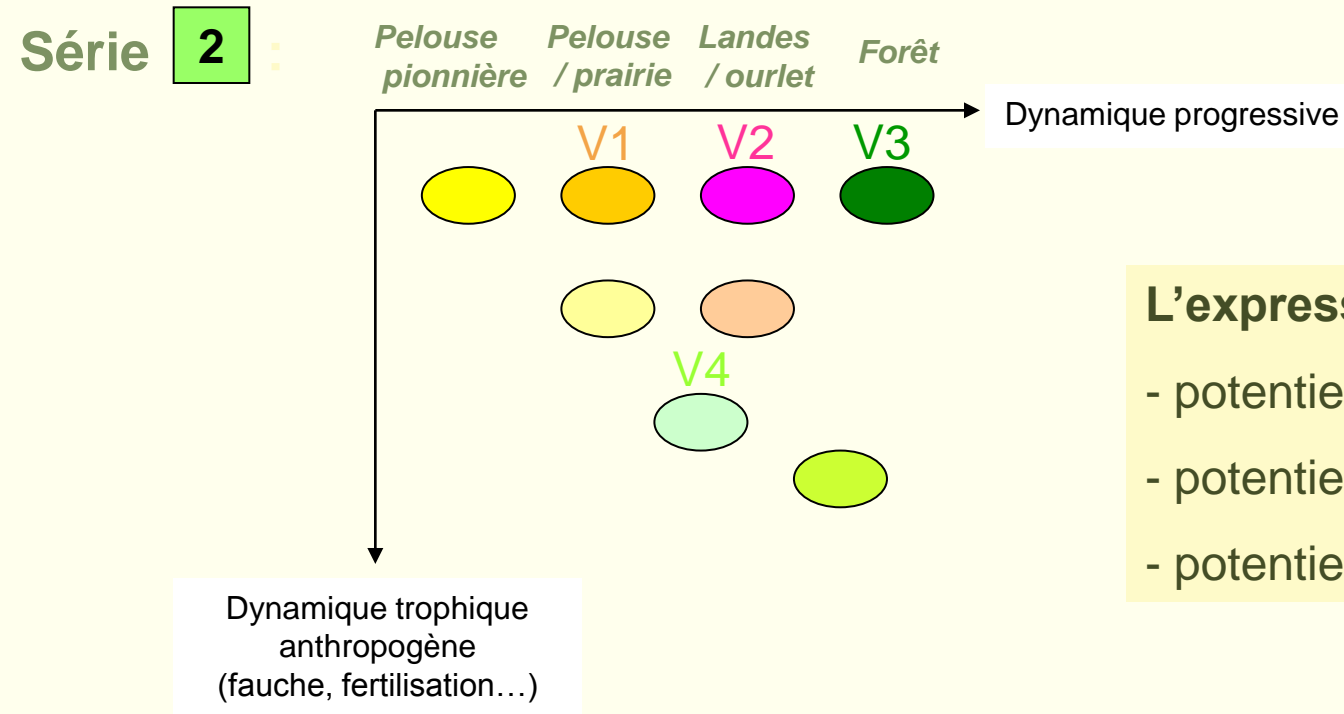 Série 2 :
Pelouse pionnière
Pelouse / prairie
Landes / ourlet
Forêt
Dynamique progressive
V1 V2 V3
V4
L'express
- potentie
- potentie
- potentie
Dynamique trophique
anthropogène
(fauche, fertilisation…)